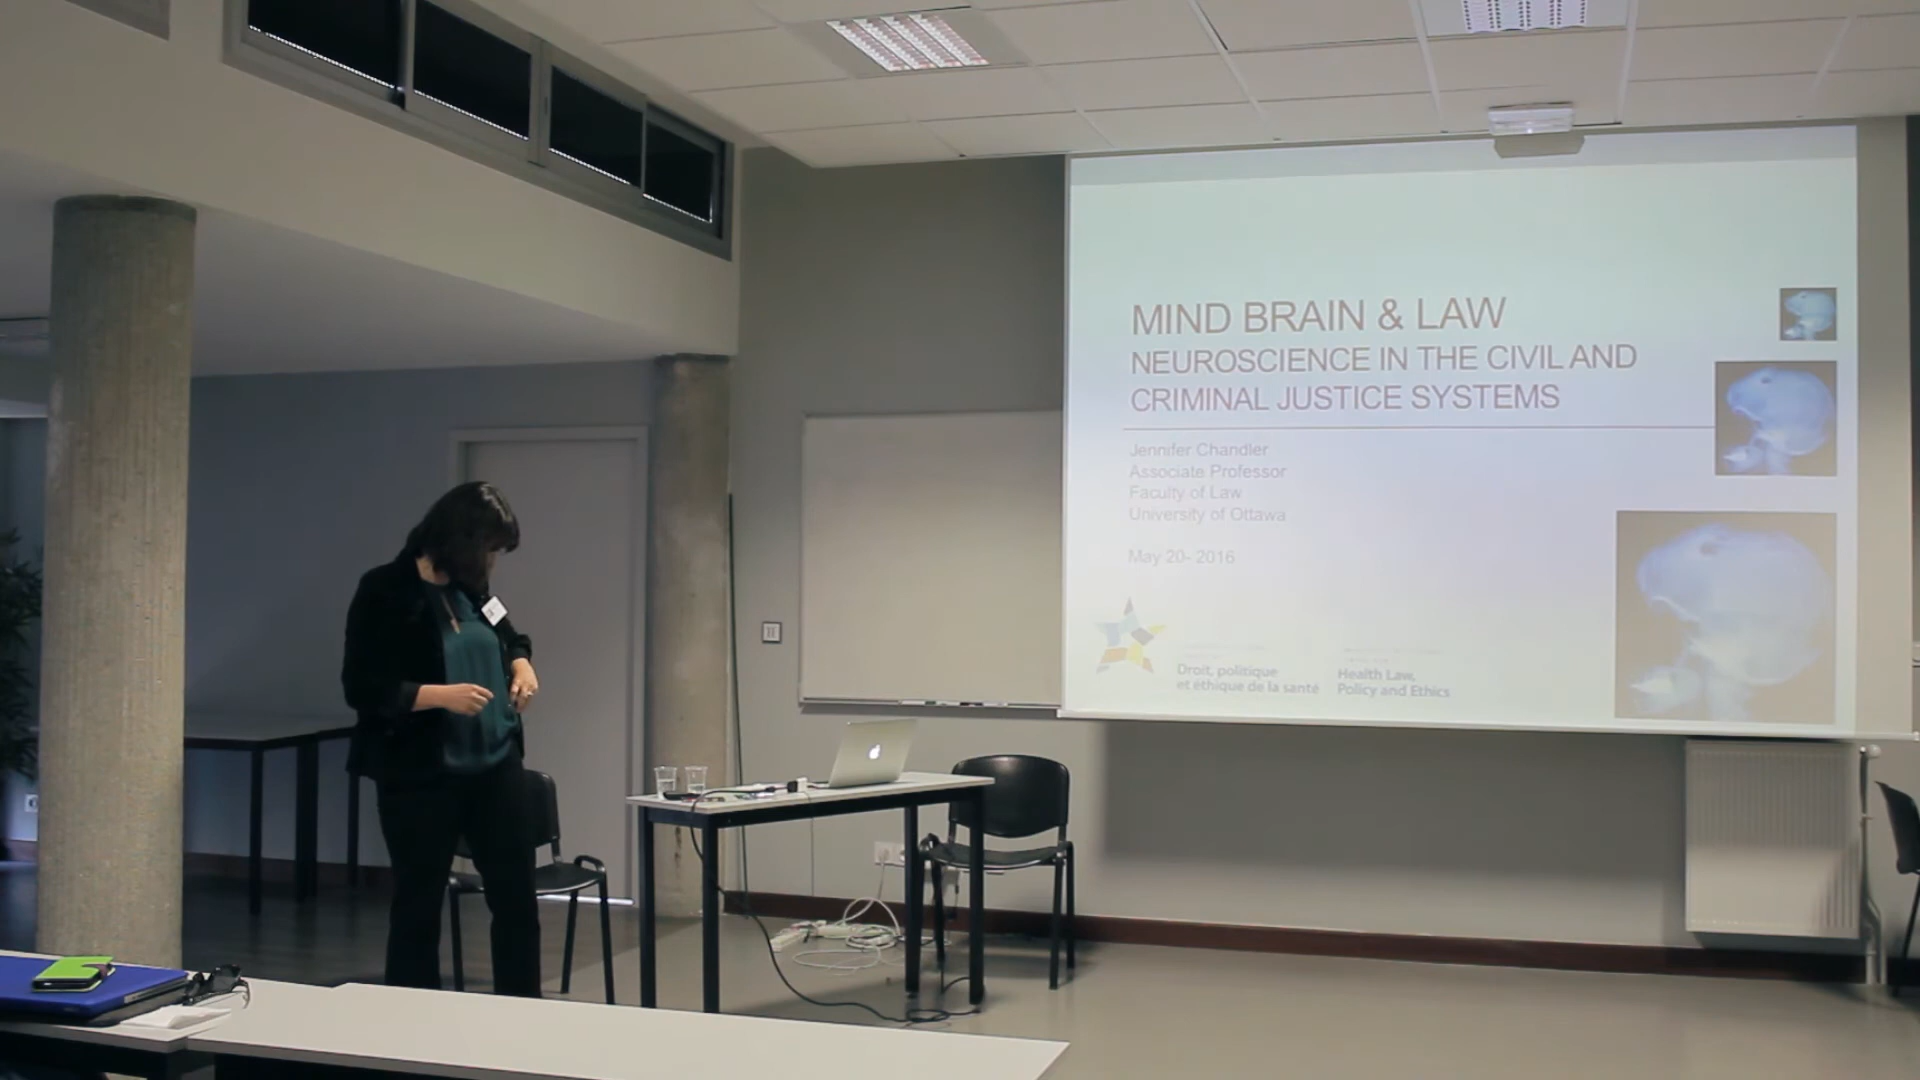 MIND BRAIN & LAW
NEUROSCIENCE IN THE CIVIL AND
CRIMINAL JUSTICE SYSTEMS
Jennifer Chandler
Associate Professor
Faculty of Law
University of Ottawa
May 20- 2016
Droit, politique
et éthique de la santé
Health Law,
Policy and Ethics